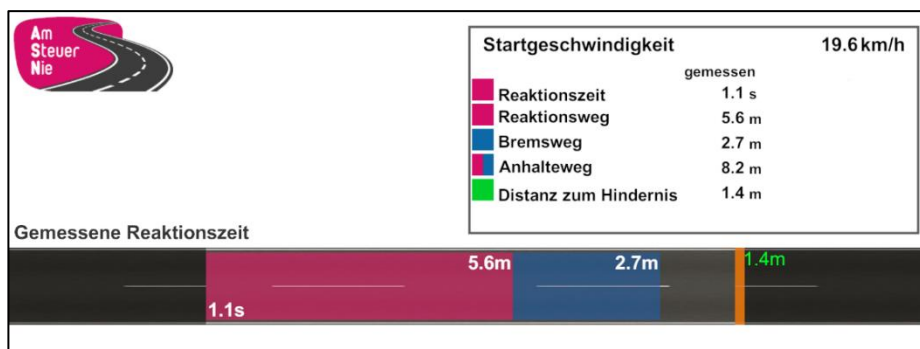 Am
Steuer
Nie
Startgeschwindigkeit 19.6 km/h
gemessen
Reaktionszeit 1.1 s
Reaktionsweg 5.6 m
Bremsweg 2.7 m
Anhalteweg 8.2 m
Distanz zum Hindernis 1.4 m
Gemessene Reaktionszeit
5.6m 2.7m 1.4m
1.1s